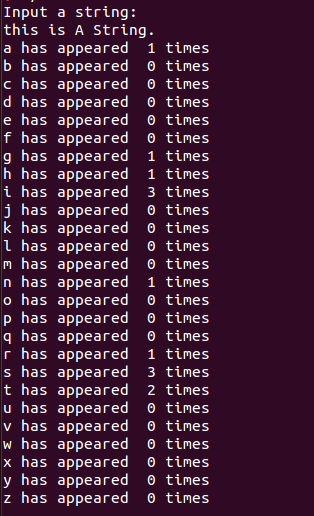 Input a string:
this is A String.
a has appeared  1 times
b has appeared  0 times
c has appeared  0 times
d has appeared  0 times
e has appeared  0 times
f has appeared  0 times
g has appeared  1 times
h has appeared  1 times
i has appeared  3 times
j has appeared  0 times
k has appeared  0 times
l has appeared  0 times
m has appeared  0 times
n has appeared  1 times
o has appeared  0 times
p has appeared  0 times
q has appeared  0 times
r has appeared  1 times
s has appeared  3 times
t has appeared  2 times
u has appeared  0 times
v has appeared  0 times
w has appeared  0 times
x has appeared  0 times
y has appeared  0 times
z has appeared  0 times